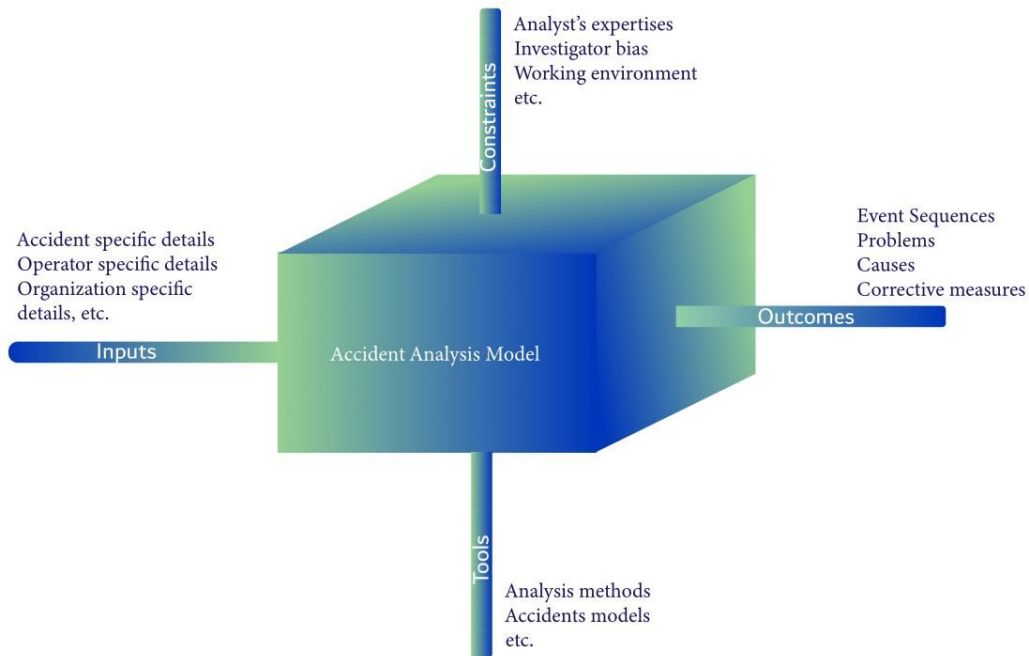 Analyst's expertises
Investigator bias
Working environment
etc.
Constraints
Accident specific details
Operator specific details
Organization specific
details, etc.
Inputs
Accident Analysis Model
Event Sequences
Problems
Causes
Corrective measures
Outcomes
Tools
Analysis methods
Accidents models
etc.